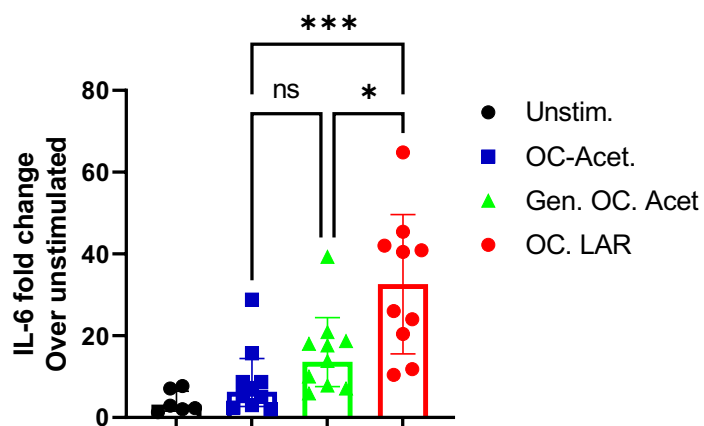 ***
ns
*
IL-6 fold change
Over unstimulated
80
60
40
20
0
Unstim.
OC-Acet.
Gen. OC. Acet
OC. LAR